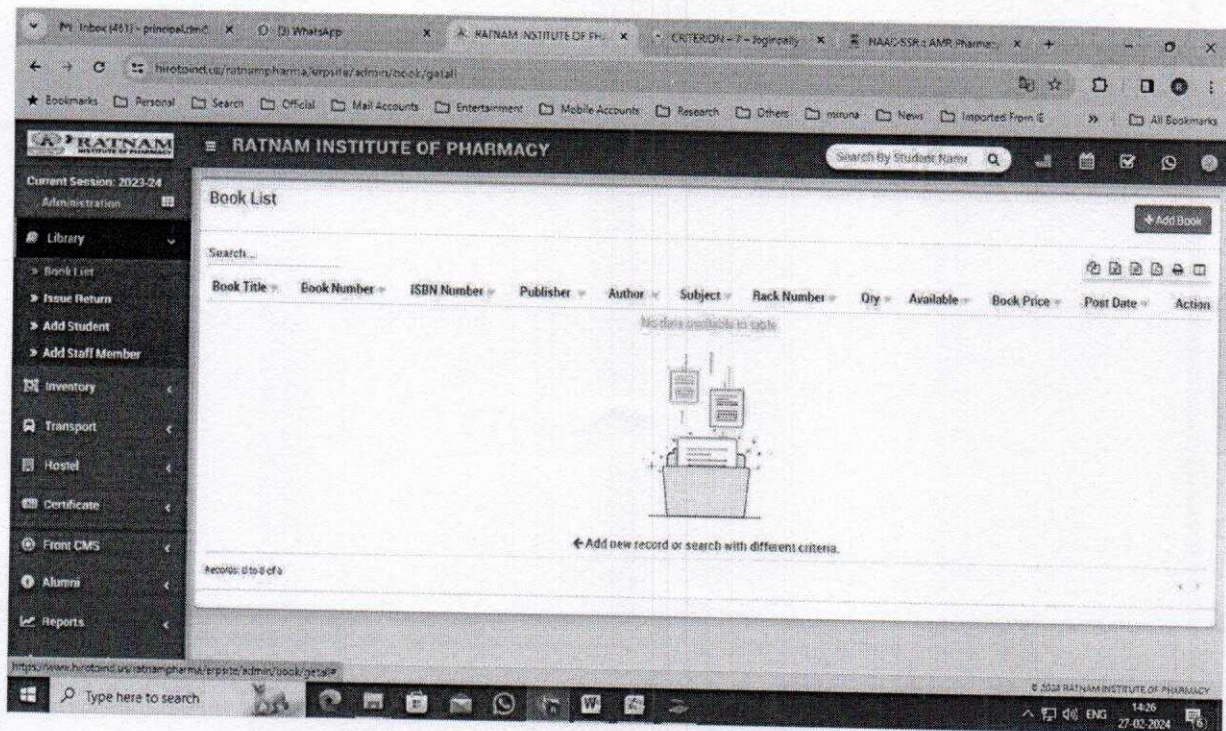 Inbox (461) - principal.dmd
(3) WhatsApp
RATNAM INSTITUTE OF PH
CRITERION – 7 – Joginpally
NAAC-SSR : AMR Pharmacy
hirotoind.us/ratnampharma/erpsite/admin/book/getall
Bookmarks Personal Search Official Mail Accounts Entertainment Mobile Accounts Research Others miruna News Imported From IE » All Bookmarks
RATNAM
INSTITUTE OF PHARMACY
RATNAM INSTITUTE OF PHARMACY
Search By Student Name
Current Session: 2023-24
Administration
Library
» Book List
» Issue Return
» Add Student
» Add Staff Member
Inventory
Transport
Hostel
Certificate
Front CMS
Alumni
Reports
Book List
+ Add Book
Search...
Book Title Book Number ISBN Number Publisher Author Subject Rack Number Qty Available Book Price Post Date Action
No data available in table
Add new record or search with different criteria.
Records: 0 to 0 of 0
https://www.hirotoind.us/ratnampharma/erpsite/admin/book/getall#
© 2024 RATNAM INSTITUTE OF PHARMACY
Type here to search
ENG
14:26
27-02-2024